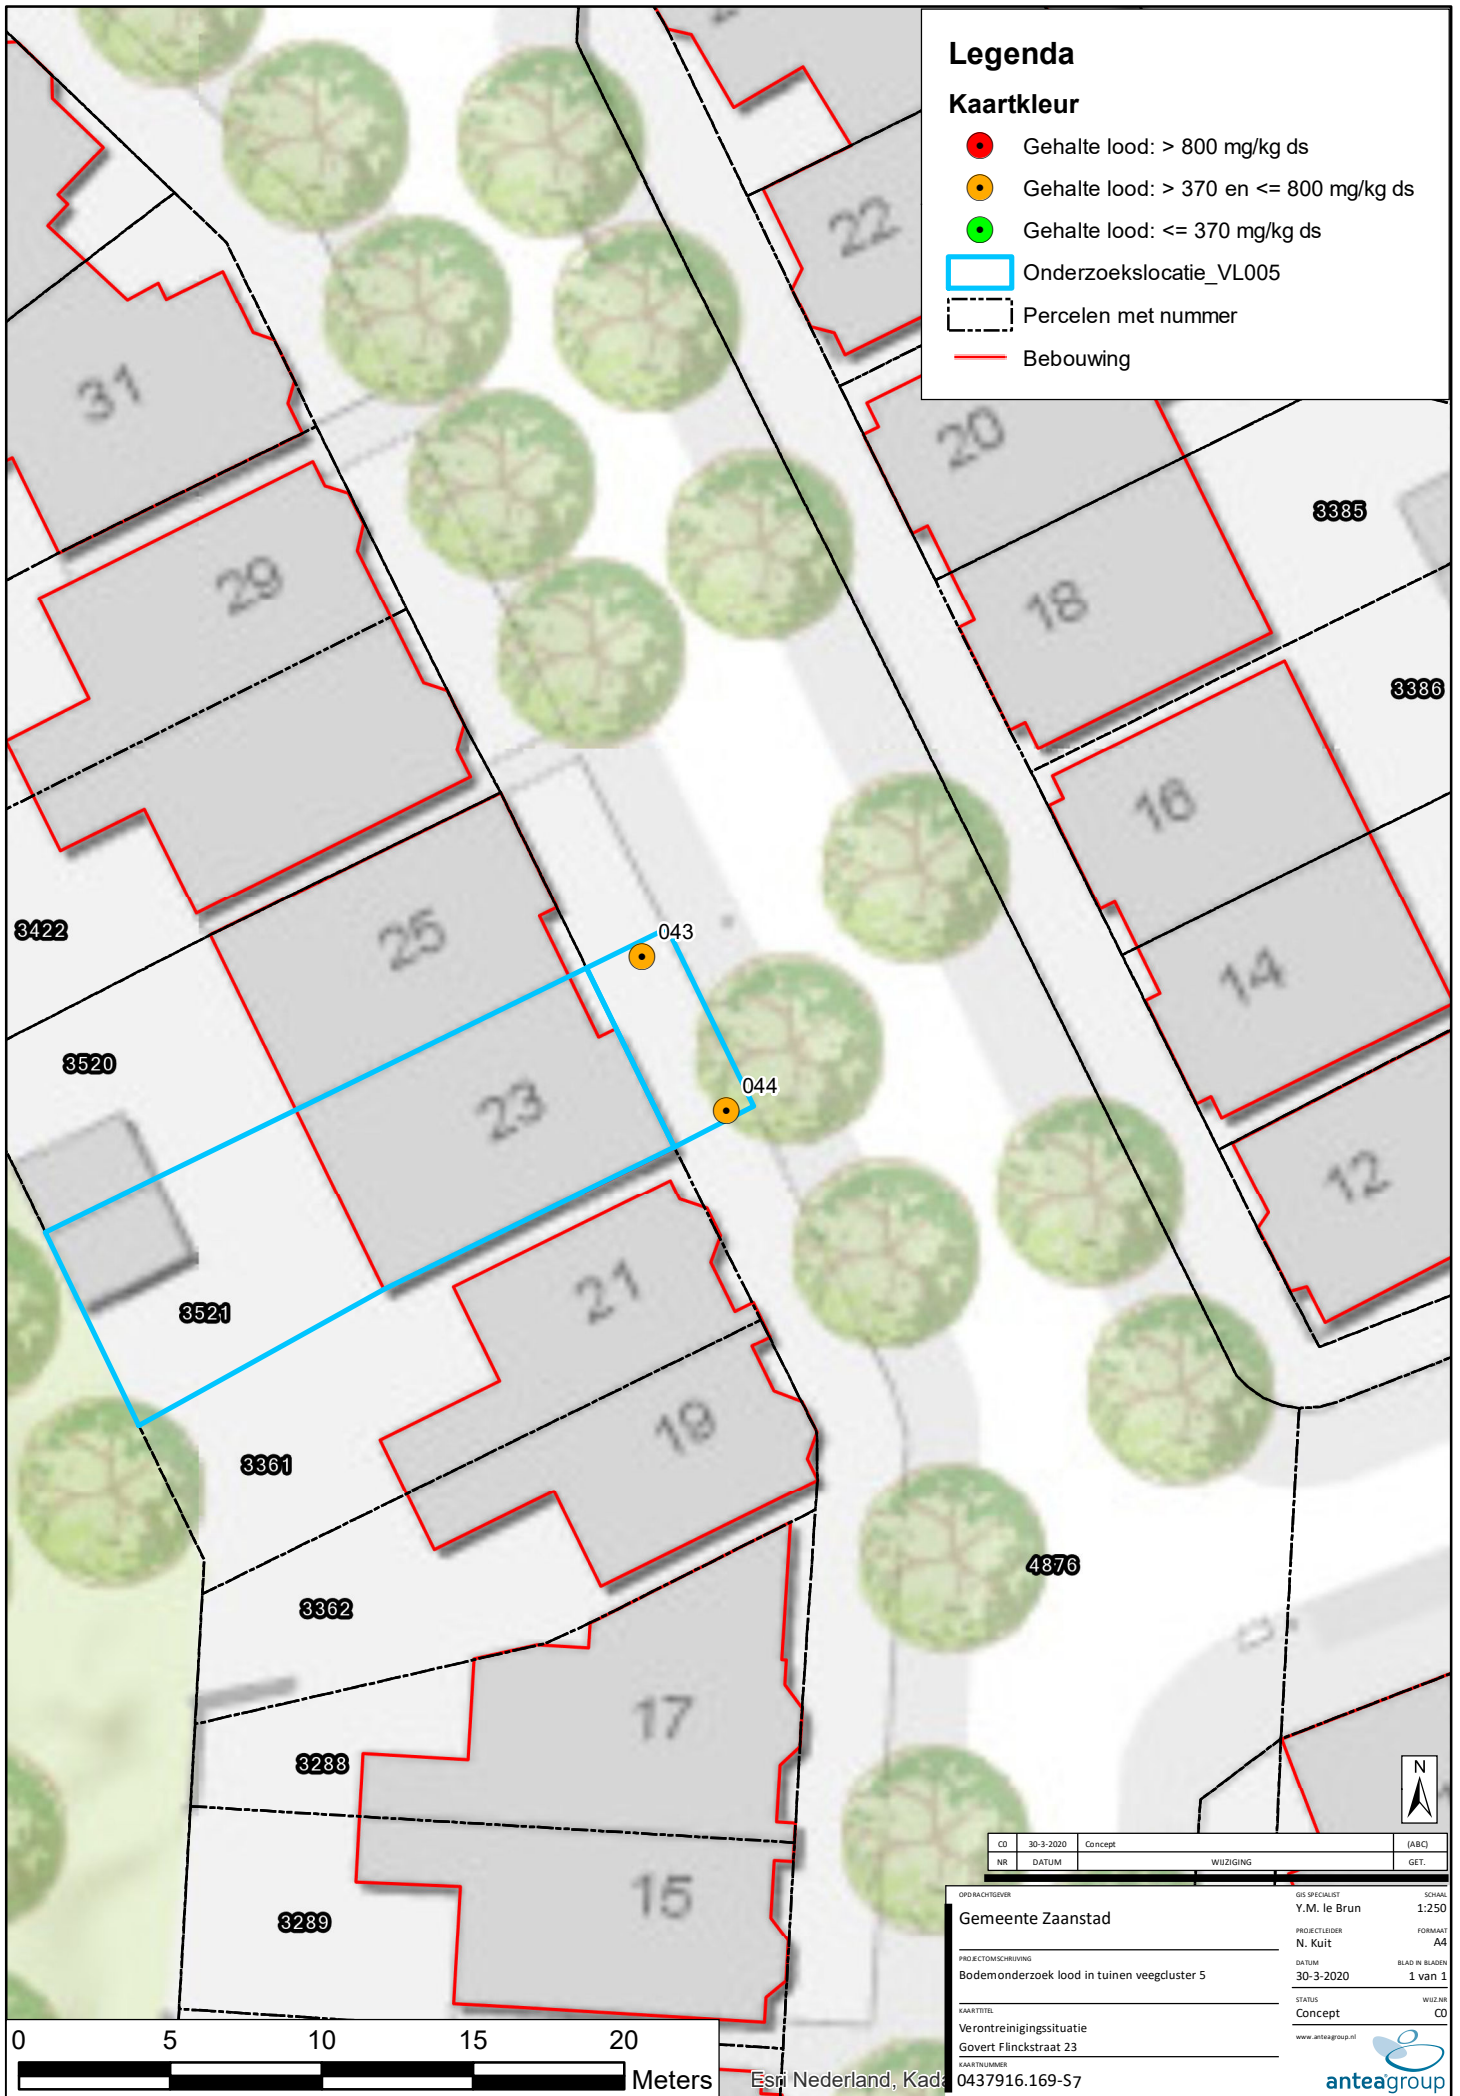 Legenda
Kaartkleur
Gehalte lood: > 800 mg/kg ds
Gehalte lood: > 370 en <= 800 mg/kg ds
Gehalte lood: <= 370 mg/kg ds
Onderzoekslocatie_VL005
Percelen met nummer
Bebouwing
22
31
20
3385
29
18
3386
16
25
3422
043
14
3520
044
23
12
21
3521
19
3361
4876
3362
17
3288
15
3289
N
C0 30-3-2020 Concept (ABC)
NR DATUM WIJZIGING GET.
OPDRACHTGEVER
Gemeente Zaanstad
PROJECTOMSCHRIJVING
Bodemonderzoek lood in tuinen veegcluster 5
KAARTTITEL
Verontreinigingssituatie
Govert Flinckstraat 23
KAARTNUMMER
0437916.169-S7
GIS SPECIALIST SCHAAL
Y.M. le Brun 1:250
PROJECTLEIDER FORMAAT
N. Kuit A4
DATUM BLAD IN BLADEN
30-3-2020 1 van 1
STATUS WIJZ.NR
Concept C0
www.anteagroup.nl
anteagroup
0 5 10 15 20
Meters
Esri Nederland, Kada